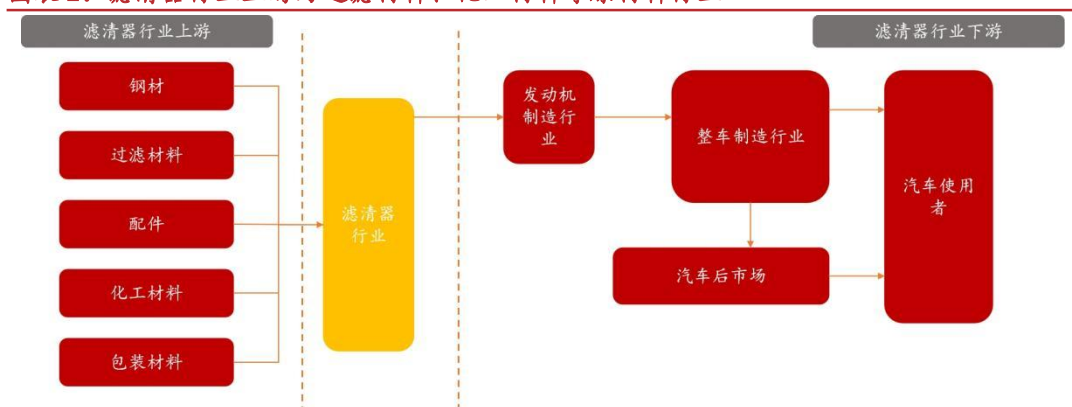 滤清器行业上游
滤清器行业下游
钢材
过滤材料
配件
化工材料
包装材料
滤清器
行业
发动机
制造行
业
整车制造行业
汽车后市场
汽车使用
者